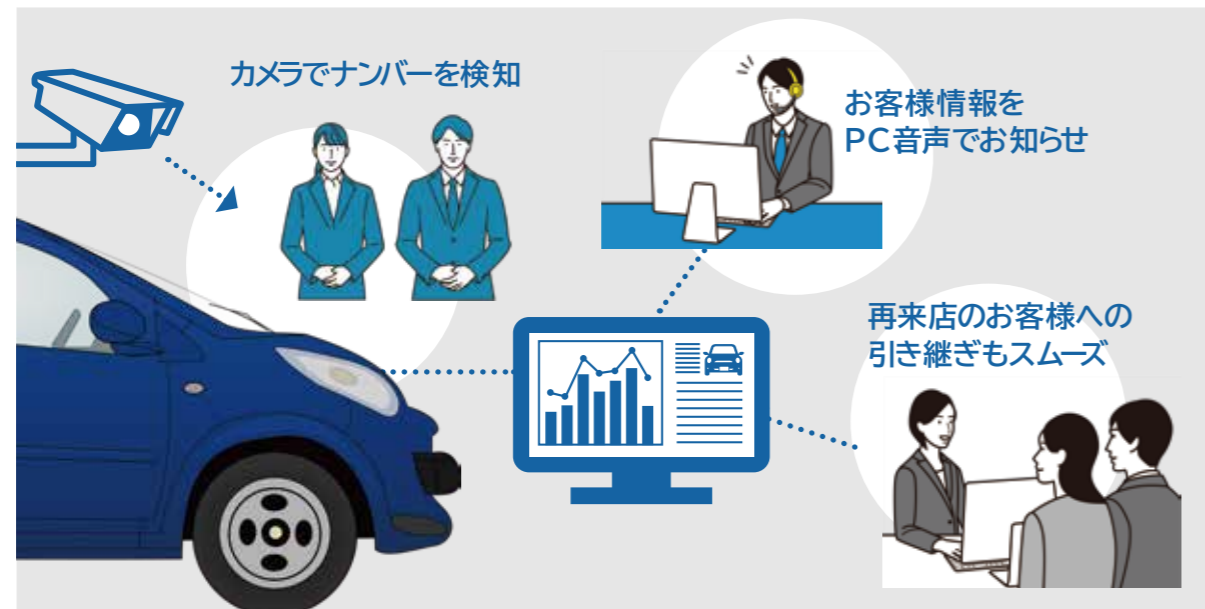 カメラでナンバーを検知
お客様情報を
PC音声でお知らせ
再来店のお客様への
引き継ぎもスムーズ